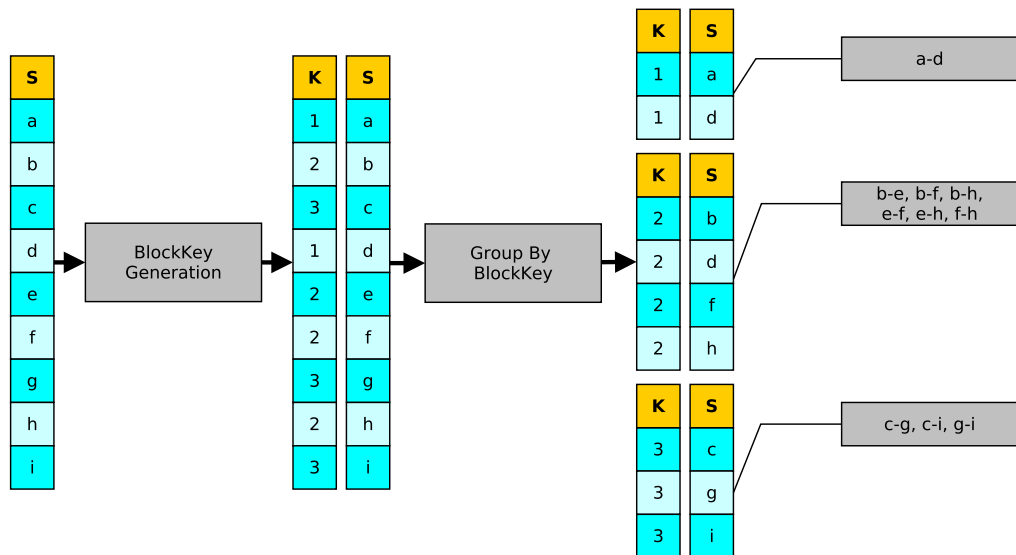 S
a
b
c
d
e
f
g
h
i
BlockKey
Generation
K S
1 a
2 b
3 c
1 d
2 e
2 f
3 g
2 h
3 i
Group By
BlockKey
K S
1 a
1 d
a-d
K S
2 b
2 d
2 f
2 h
b-e, b-f, b-h,
e-f, e-h, f-h
K S
3 c
3 g
3 i
c-g, c-i, g-i